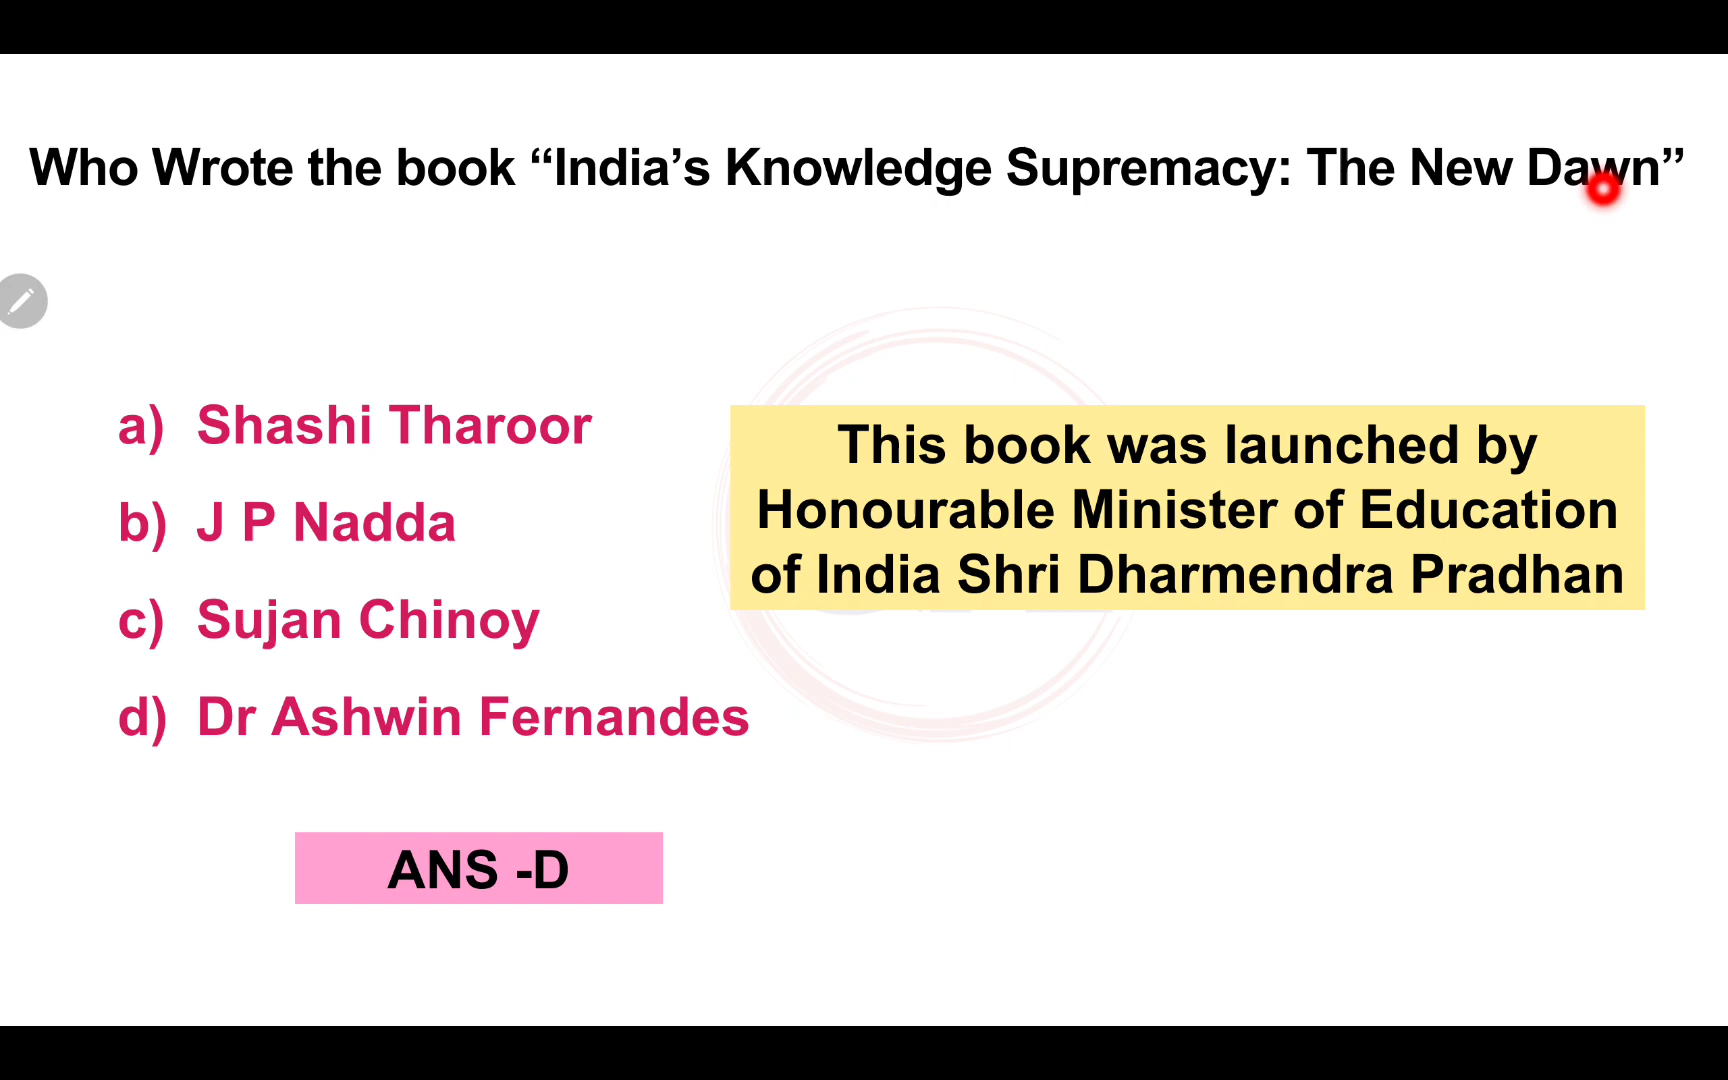 Who Wrote the book “India’s Knowledge Supremacy: The New Dawn”
a) Shashi Tharoor
b) J P Nadda
c) Sujan Chinoy
d) Dr Ashwin Fernandes
This book was launched by
Honourable Minister of Education
of India Shri Dharmendra Pradhan
ANS -D